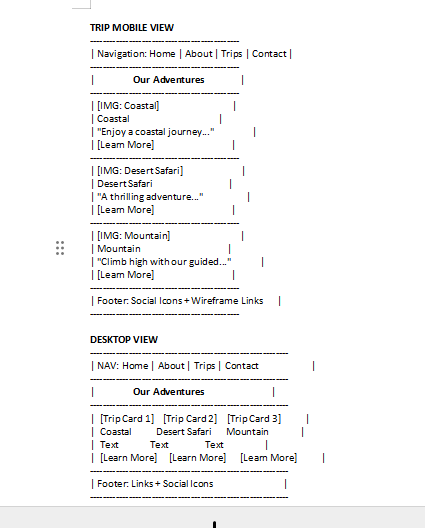 TRIP MOBILE VIEW
----------------------------------------
| Navigation: Home | About | Trips | Contact |
----------------------------------------
| Our Adventures |
----------------------------------------
| [IMG: Coastal] |
| Coastal |
| "Enjoy a coastal journey..." |
| [Learn More] |
----------------------------------------
| [IMG: Desert Safari] |
| Desert Safari |
| "A thrilling adventure..." |
| [Learn More] |
----------------------------------------
| [IMG: Mountain] |
| Mountain |
| "Climb high with our guided..." |
| [Learn More] |
----------------------------------------
| Footer: Social Icons + Wireframe Links |
----------------------------------------
DESKTOP VIEW
-----------------------------------------------------
| NAV: Home | About | Trips | Contact |
-----------------------------------------------------
| Our Adventures |
-----------------------------------------------------
| [Trip Card 1] [Trip Card 2] [Trip Card 3] |
| Coastal Desert Safari Mountain |
| Text Text Text |
| [Learn More] [Learn More] [Learn More] |
-----------------------------------------------------
| Footer: Links + Social Icons |
-----------------------------------------------------